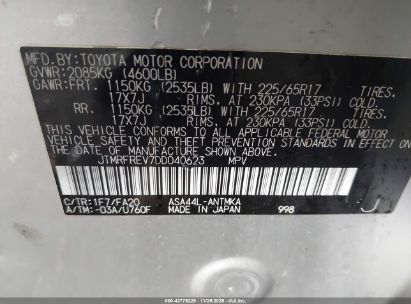 MFD.BY: TOYOTA MOTOR CORPORATION
GVWR: 2085KG (4600LB)
GAWR: FRT. 1150KG (2535LB) WITH 225/65R17 TIRES.
17X7J RIMS. AT 230KPA (33PSI) COLD
RR. 1150KG (2535LB) WITH 225/65R17 TIRES.
17X7J RIMS. AT 230KPA (33PSI) COLD
THIS VEHICLE CONFORMS TO ALL APPLICABLE FEDERAL
MOTOR VEHICLE SAFETY
STANDARDS IN EFFECT ON THE DATE OF
MANUFACTURE SHOWN ABOVE.
JTMRFREV7DD040623 MPV
C/TR: 1F7/FA20 ASA44L-ANTMKA
A/TM: -03A/U760F MADE IN JAPAN 998 J